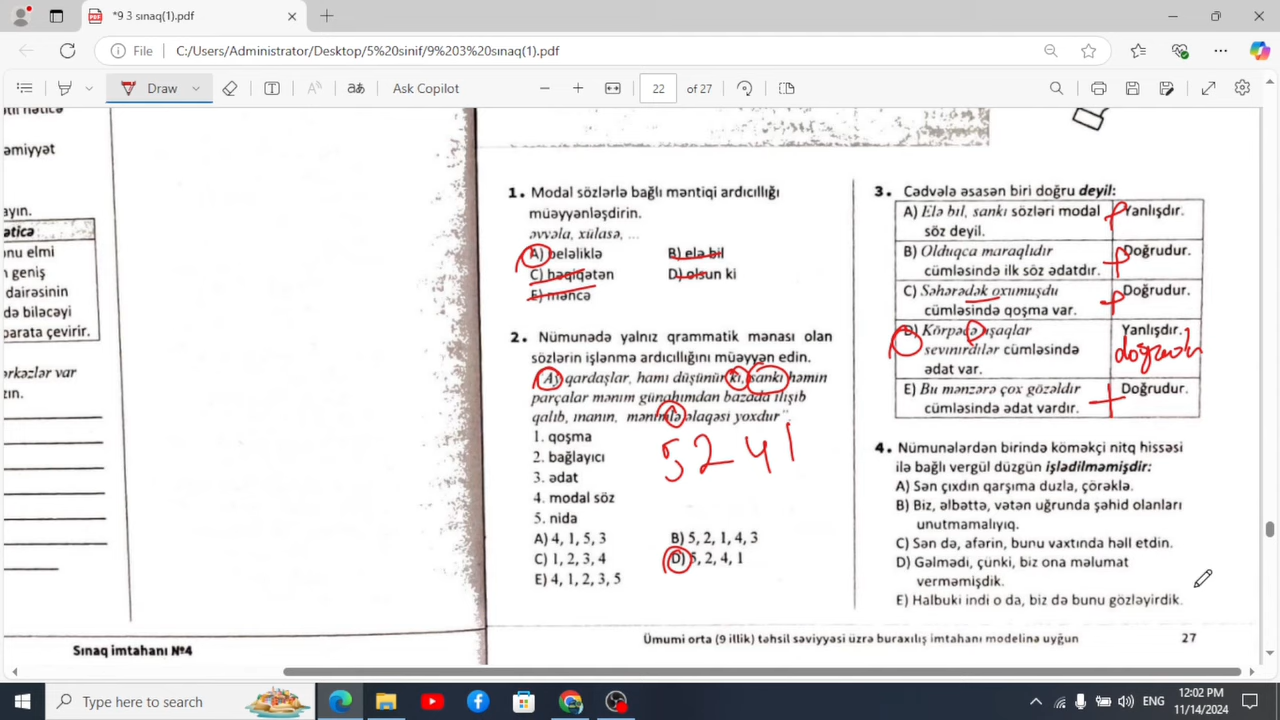 *9 3 sınaq(1).pdf
File C:/Users/Administrator/Desktop/5%20sinif/9%203%20sınaq(1).pdf
Draw Ask Copilot 22 of 27
əmiyyət
ayın.
ətica
onu elmi
n geniş
dairəsinin
də biləcəyi
parata çevirir.
ərkəzlər var
zın.
Sınaq imtahanı №4
1. Modal sözlərlə bağlı məntiqi ardıcıllığı
müəyyənləşdirin.
əvvəla, xülasə, ...
A) beləliklə B) elə bil
C) həqiqətən D) olsun ki
E) məncə
2. Nümunədə yalnız qrammatik mənası olan
sözlərin işlənmə ardıcıllığını müəyyən edin.
"Ay qardaşlar, hamı düşünür ki, sanki həmin
parçalar mənim günahımdan bazada ilişib
qalıb, inanın, mənimlə əlaqəsi yoxdur".
1. qoşma
2. bağlayıcı
3. ədat
4. modal söz
5. nida
5 2 4 1
A) 4, 1, 5, 3 B) 5, 2, 1, 4, 3
C) 1, 2, 3, 4 D) 5, 2, 4, 1
E) 4, 1, 2, 3, 5
3. Cədvələ əsasən biri doğru deyil:
A) Elə bil, sanki sözləri modal Yanlışdır.
söz deyil.
B) Olduqca maraqlıdır Doğrudur.
cümləsində ilk söz ədatdır.
C) Səhərədək oxumuşdu Doğrudur.
cümləsində qoşma var.
D) Körpəcə uşaqlar Yanlışdır.
sevinirdilər cümləsində
ədat var.
E) Bu mənzərə çox gözəldir Doğrudur.
cümləsində ədat vardır.
4. Nümunələrdən birində köməkçi nitq hissəsi
ilə bağlı vergül düzgün işlədilməmişdir:
A) Sən çıxdın qarşıma duzla, çörəklə.
B) Biz, əlbəttə, vətən uğrunda şəhid olanları
unutmamalıyıq.
C) Sən də, afərin, bunu vaxtında həll etdin.
D) Gəlmədi, çünki, biz ona məlumat
verməmişdik.
E) Halbuki indi o da, biz də bunu gözləyirdik.
Ümumi orta (9 illik) təhsil səviyyəsi üzrə buraxılış imtahanı modelinə uyğun 27
Type here to search
ENG
12:02 PM
11/14/2024